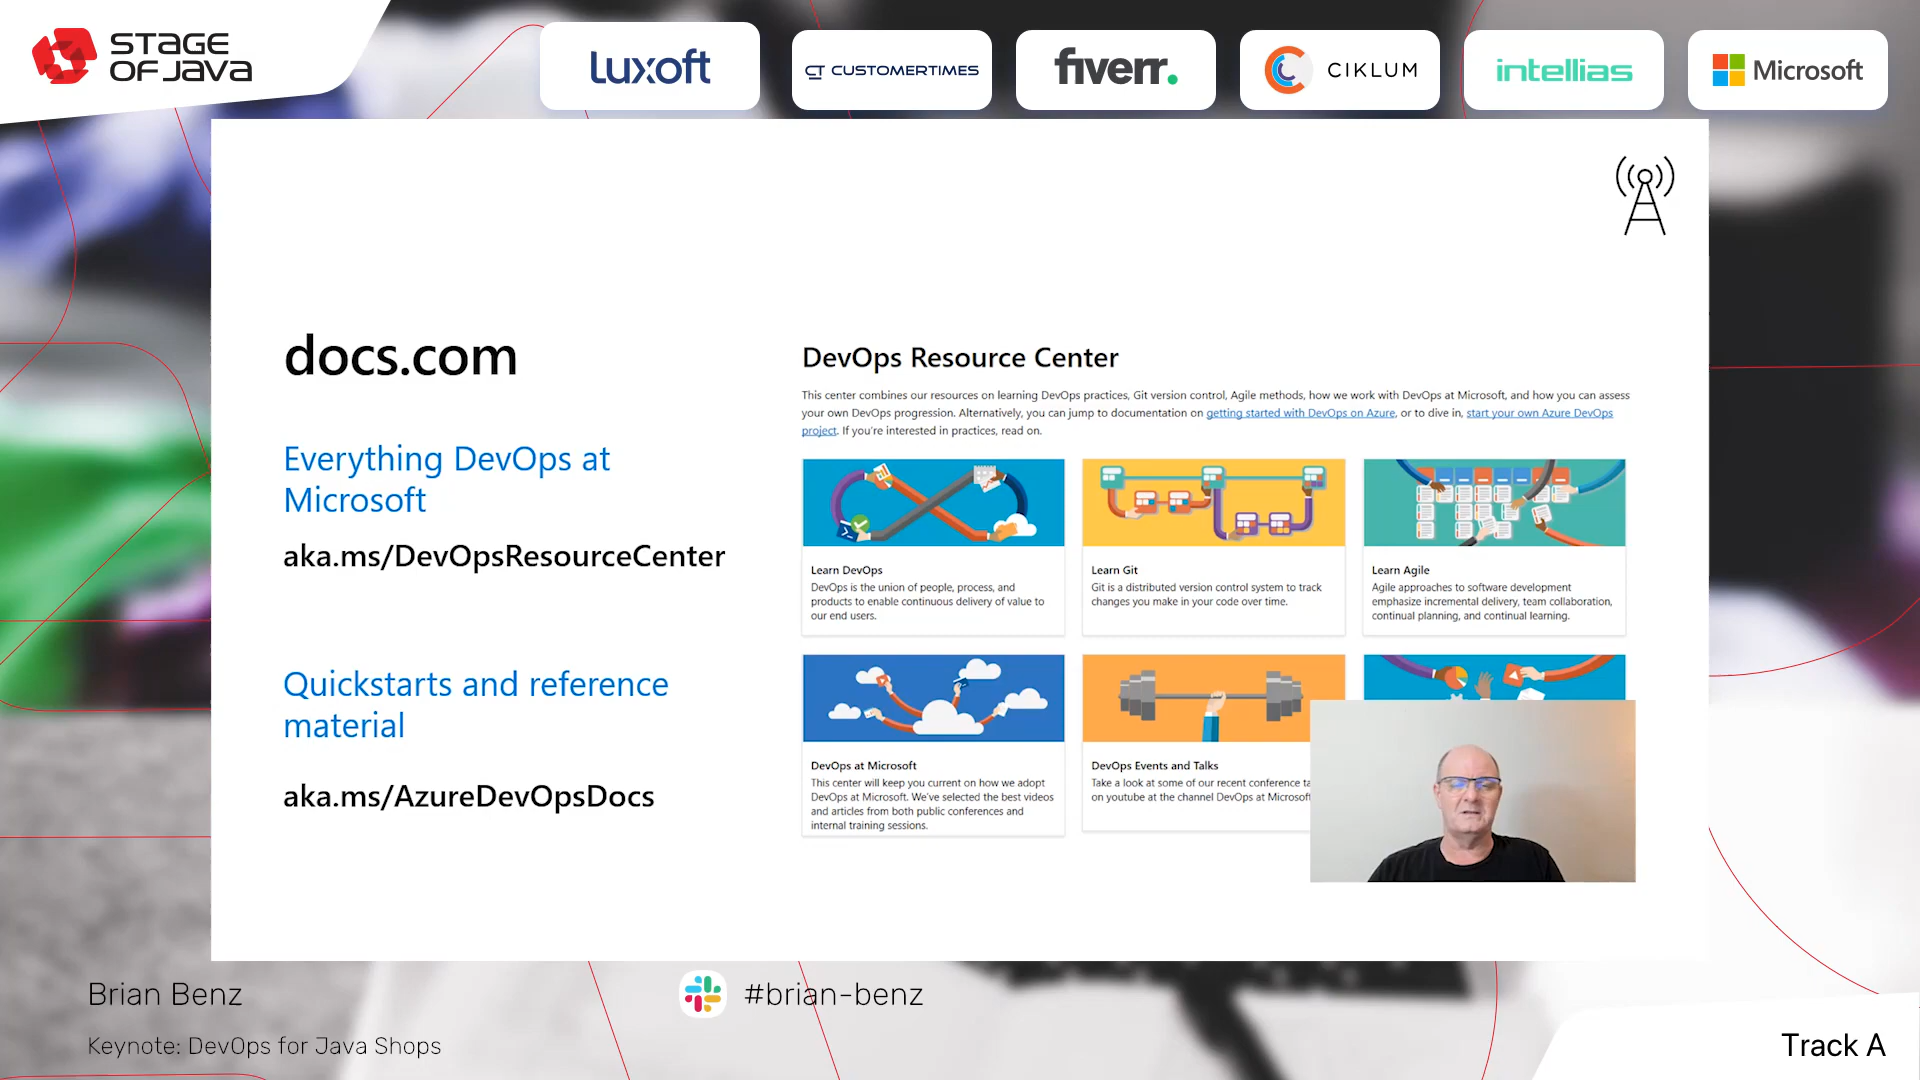 STAGE
OF JAVA
luxoft
CT CUSTOMERTIMES
fiverr.
CIKLUM
intellias
Microsoft
docs.com
Everything DevOps at
Microsoft
aka.ms/DevOpsResourceCenter
Quickstarts and reference
material
aka.ms/AzureDevOpsDocs
DevOps Resource Center
This center combines our resources on learning DevOps practices, Git version control, Agile methods, how we work with DevOps at Microsoft, and how you can assess
your own DevOps progression. Alternatively, you can jump to documentation on getting started with DevOps on Azure, or to dive in, start your own Azure DevOps
project. If you're interested in practices, read on.
Learn DevOps
DevOps is the union of people, process, and
products to enable continuous delivery of value to
our end users.
Learn Git
Git is a distributed version control system to track
changes you make in your code over time.
Learn Agile
Agile approaches to software development
emphasize incremental delivery, team collaboration,
continual planning, and continual learning.
DevOps at Microsoft
This center will keep you current on how we adopt
DevOps at Microsoft. We've selected the best videos
and articles from both public conferences and
internal training sessions.
DevOps Events and Talks
Take a look at some of our recent conference ta
on youtube at the channel DevOps at Microsoft
Brian Benz
#brian-benz
Keynote: DevOps for Java Shops
Track A